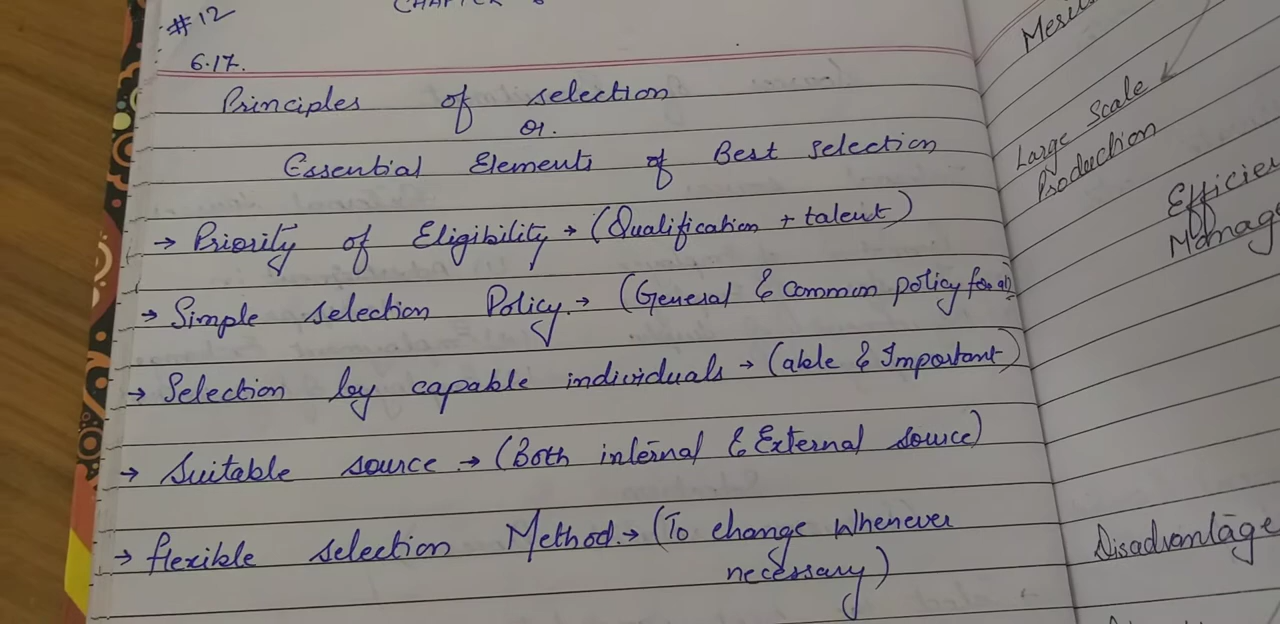 #12
CHAPTER
6.17.
Principles of selection
or.
Essential Elements of Best selection
→ Priority of Eligibility → (Qualification + talent)
→ Simple selection Policy. → (General & Common policy for all)
→ Selection by capable individuals → (able & Important)
→ Suitable source → (Both internal & External source)
→ flexible selection Method. → (To change whenever
necessary)
Large Scale
Production
Disadvantage